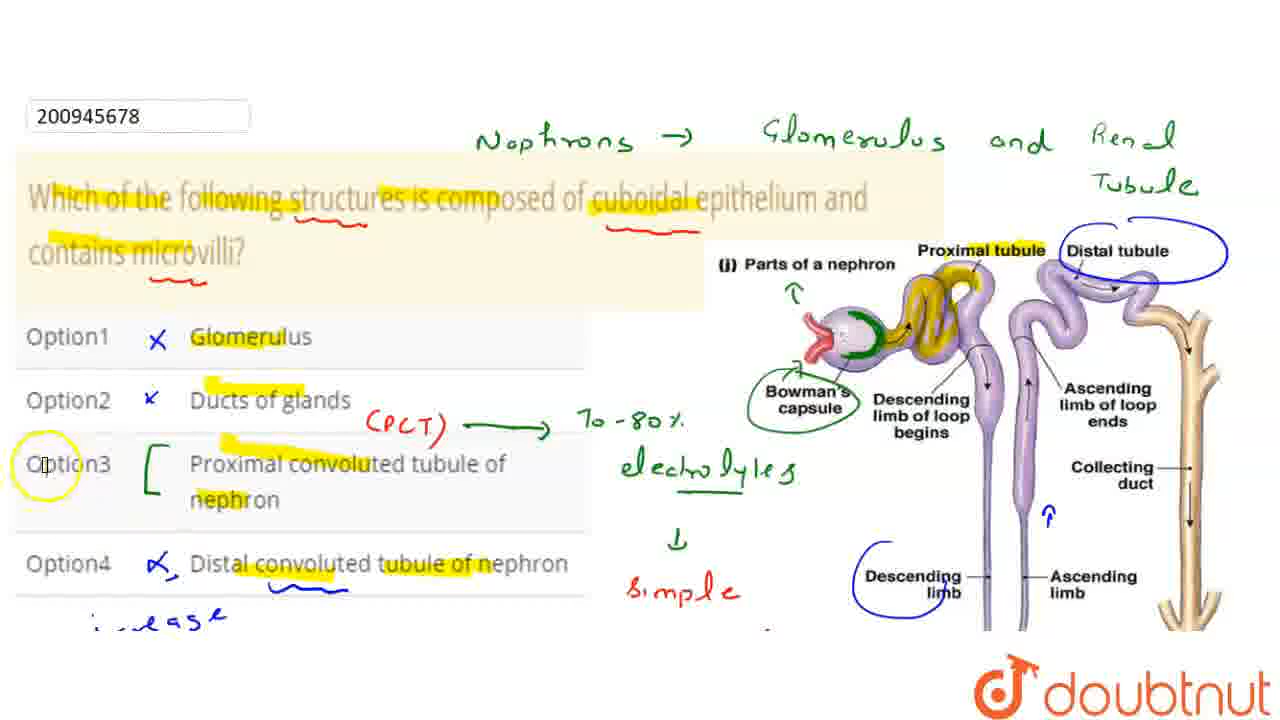 200945678
Nophrons → Glomerulus and Renal
Tubule
Which of the following structures is composed of cuboidal epithelium and
contains microvilli?
(j) Parts of a nephron
Proximal tubule
Distal tubule
Option1 × Glomerulus
Bowman's
capsule
Descending
limb of loop
begins
Ascending
limb of loop
ends
Option2 × Ducts of glands
(PCT) → 70-80%
electrolytes
↓
simple
Option3 [ Proximal convoluted tubule of
nephron
Collecting
duct
Option4 × Distal convoluted tubule of nephron
Descending
limb
Ascending
limb
doubtnut